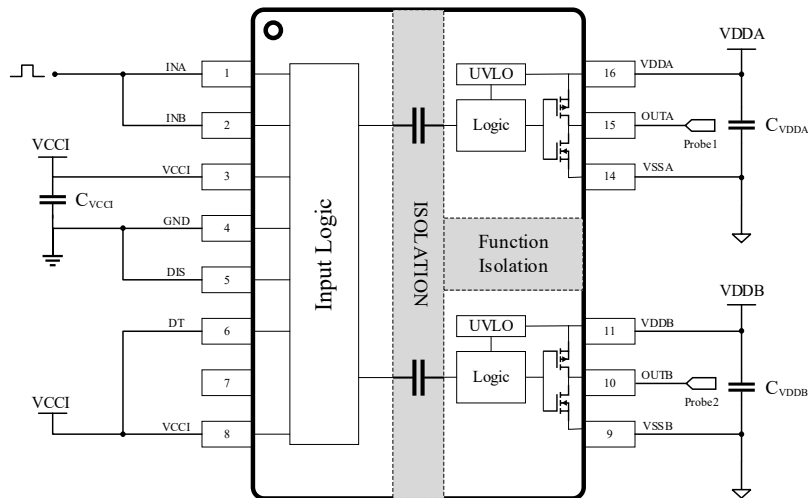 VDDA
INA
1
UVLO
16
VDDA
INB
2
Logic
15
OUTA
Probe1
CVDDA
VCCI
VCCI
3
14
VSSA
CVCCI
GND
4
Input Logic
ISOLATION
Function
Isolation
DIS
5
VDDB
DT
6
UVLO
11
VDDB
7
Logic
10
OUTB
Probe2
CVDDB
VCCI
VCCI
8
9
VSSB